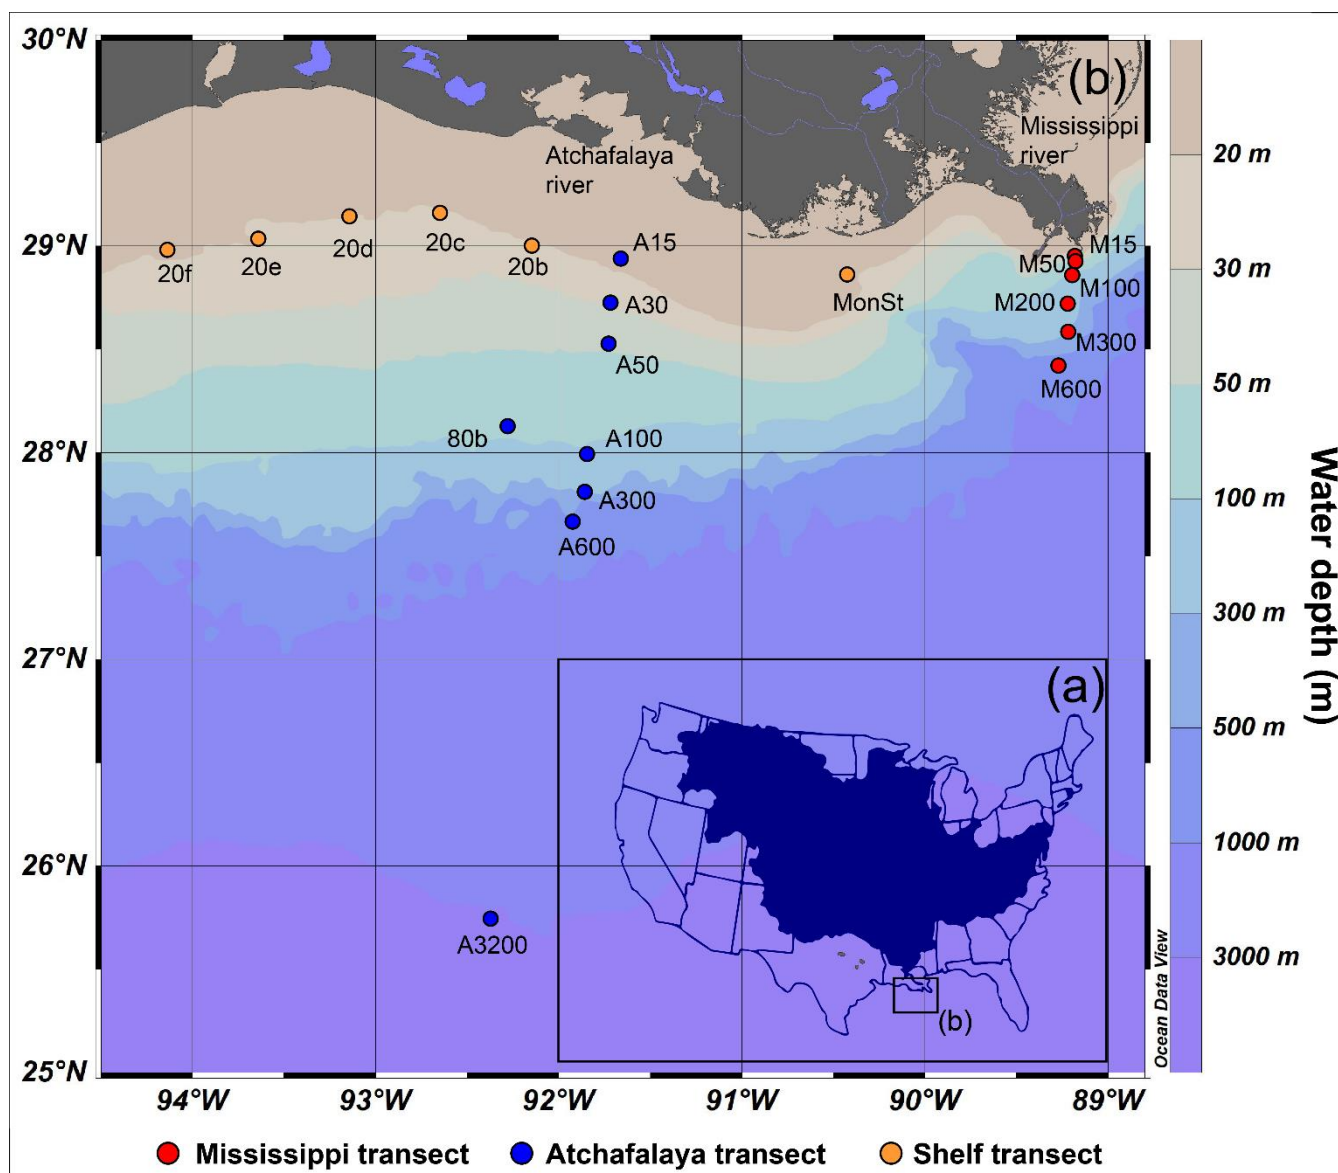 30°N
29°N
28°N
27°N
26°N
25°N
94°W
93°W
92°W
91°W
90°W
89°W
(b)
Mississippi
river
Atchafalaya
river
20f
20e
20d
20c
20b
A15
A30
A50
80b
A100
A300
A600
A3200
MonSt
M15
M50
M100
M200
M300
M600
(a)
(b)
Ocean Data View
20 m
30 m
50 m
100 m
300 m
500 m
1000 m
3000 m
Water depth (m)
Mississippi transect
Atchafalaya transect
Shelf transect